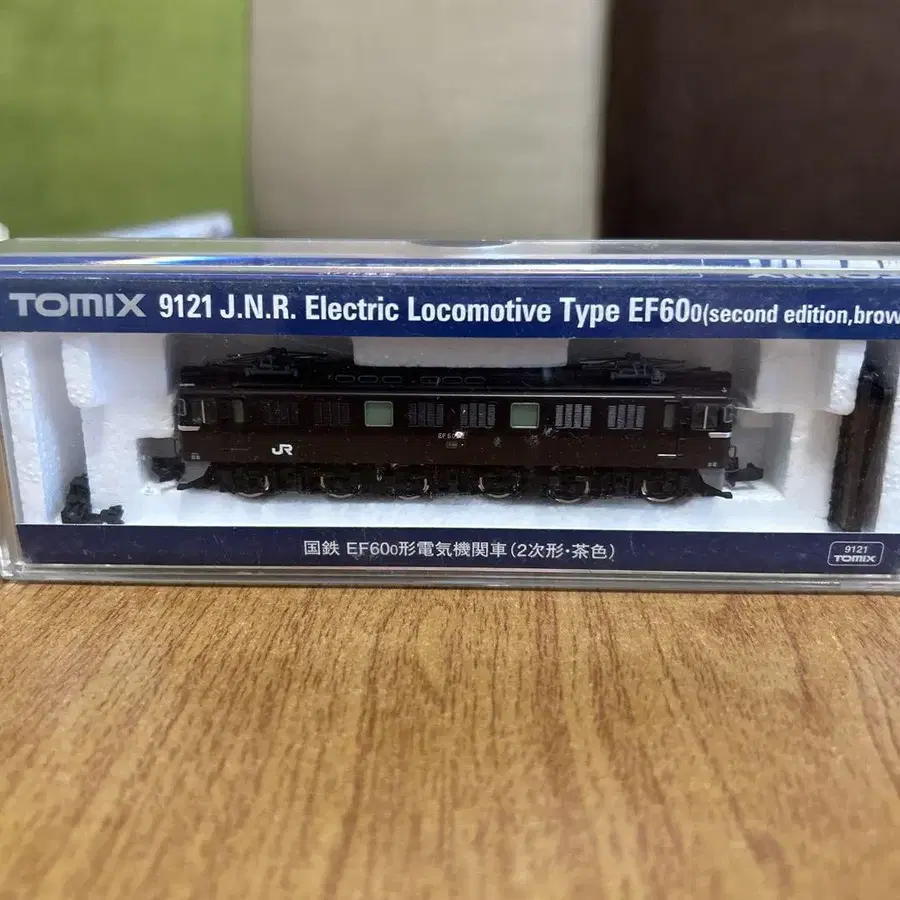 TOMIX 9121 J.N.R. Electric Locomotive Type EF600(second edition,brow
JR
国鉄 EF600形電気機関車(2次形・茶色)
9121
TOMIX